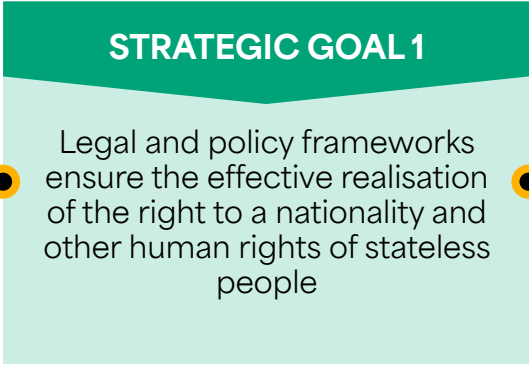 STRATEGIC GOAL 1
Legal and policy frameworks
ensure the effective realisation
of the right to a nationality and
other human rights of stateless
people